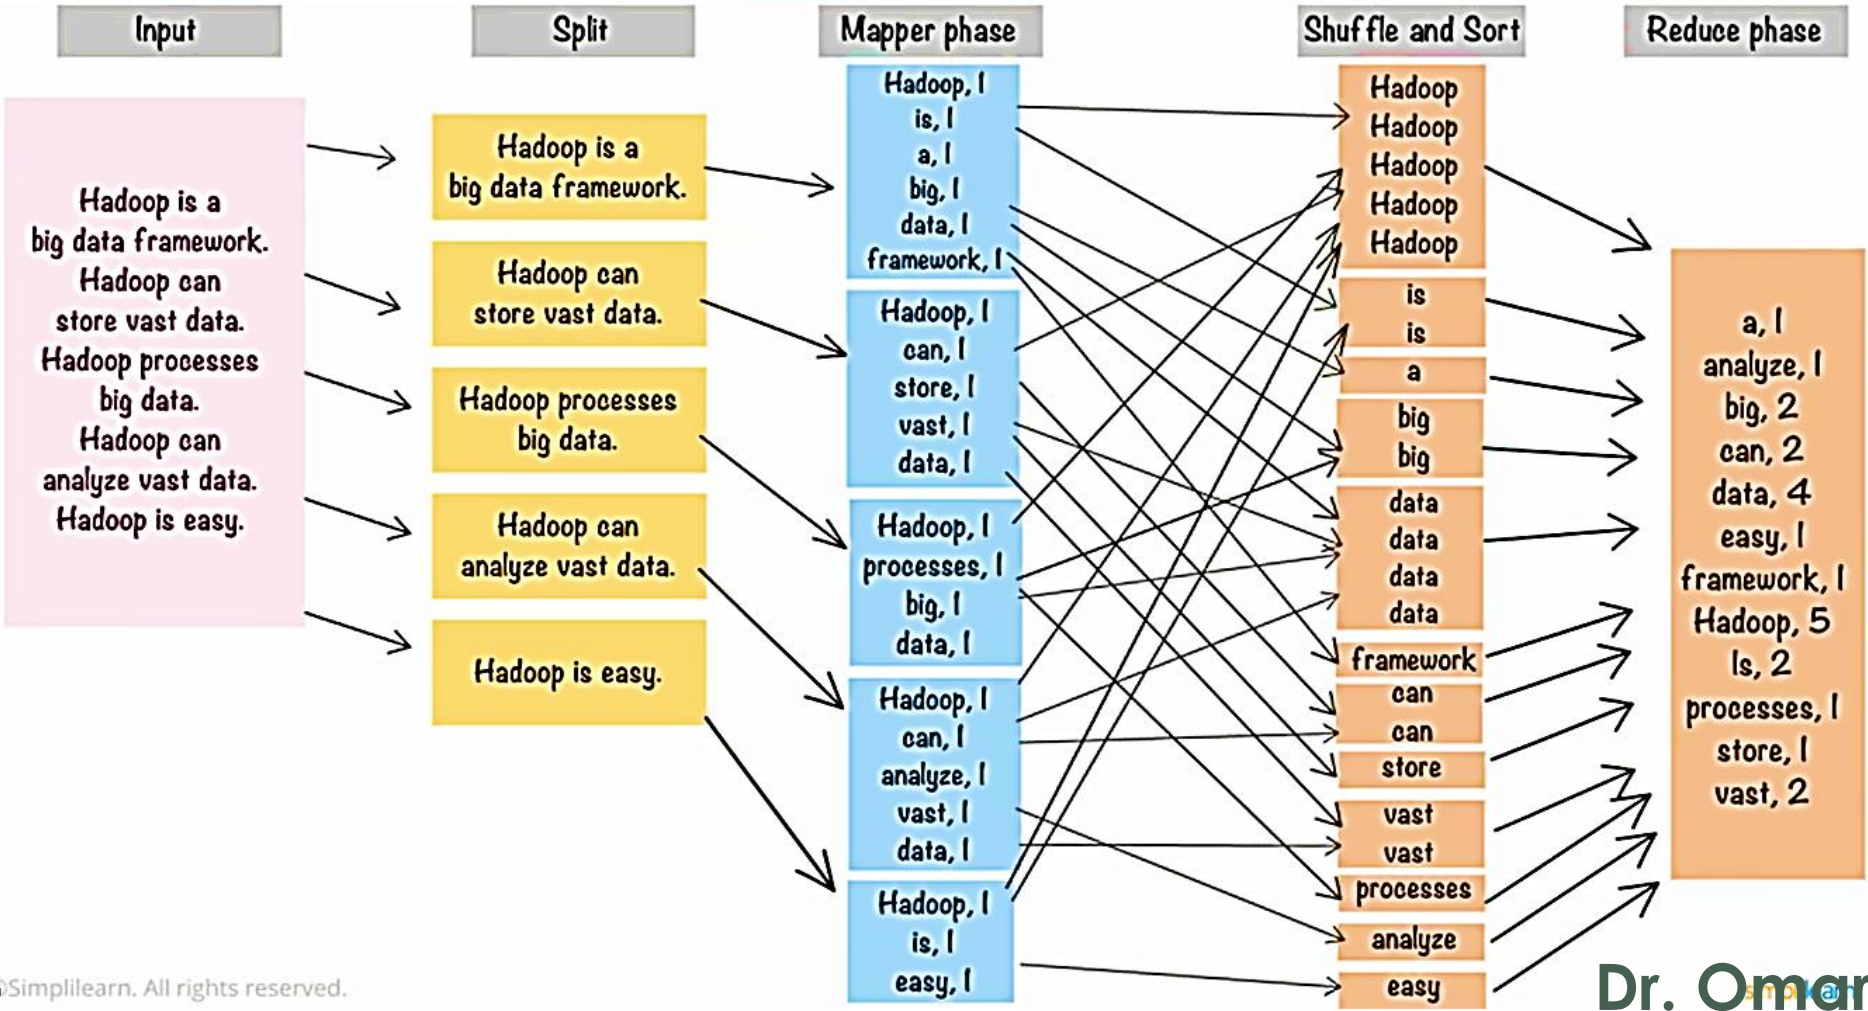 Input
Split
Mapper phase
Shuffle and Sort
Reduce phase
Hadoop is a
big data framework.
Hadoop can
store vast data.
Hadoop processes
big data.
Hadoop can
analyze vast data.
Hadoop is easy.
Hadoop is a
big data framework.
Hadoop can
store vast data.
Hadoop processes
big data.
Hadoop can
analyze vast data.
Hadoop is easy.
Hadoop, 1
is, 1
a, 1
big, 1
data, 1
framework, 1
Hadoop, 1
can, 1
store, 1
vast, 1
data, 1
Hadoop, 1
processes, 1
big, 1
data, 1
Hadoop, 1
can, 1
analyze, 1
vast, 1
data, 1
Hadoop, 1
is, 1
easy, 1
Hadoop
Hadoop
Hadoop
Hadoop
Hadoop
is
is
a
big
big
data
data
data
data
framework
can
can
store
vast
vast
processes
analyze
easy
a, 1
analyze, 1
big, 2
can, 2
data, 4
easy, 1
framework, 1
Hadoop, 5
Is, 2
processes, 1
store, 1
vast, 2
©Simplilearn. All rights reserved.
Dr. Omar